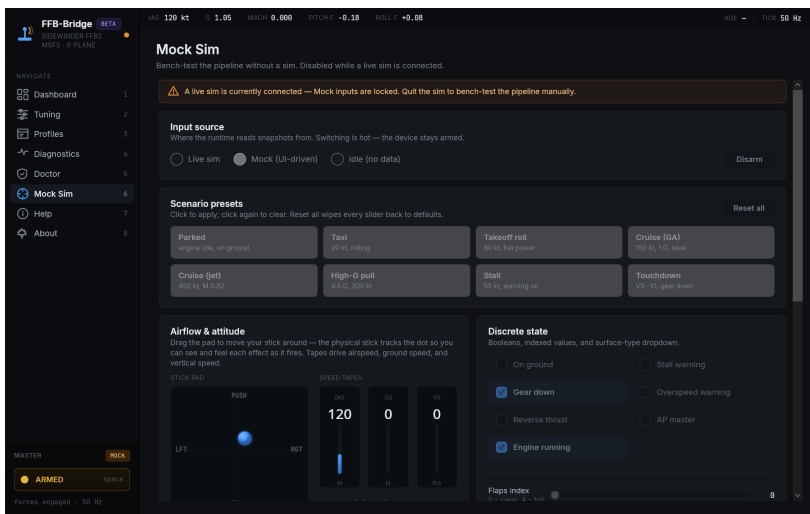 FFB-Bridge BETA
SIDEWINDER FFB2
MSFS · X-PLANE
NAVIGATE
Dashboard 1
Tuning 2
Profiles 3
Diagnostics 4
Doctor 5
Mock Sim 6
Help 7
About 8
MASTER MOCK
ARMED space
Forces engaged · 50 Hz
IAS 120 kt G 1.05 MACH 0.000 PITCH F -0.18 ROLL F +0.08 AGE — · TICK 50 Hz
Mock Sim
Bench-test the pipeline without a sim. Disabled while a live sim is connected.
A live sim is currently connected — Mock inputs are locked. Quit the sim to bench-test the pipeline manually.
Input source
Where the runtime reads snapshots from. Switching is hot — the device stays armed.
Live sim Mock (UI-driven) Idle (no data) Disarm
Scenario presets
Click to apply; click again to clear. Reset all wipes every slider back to defaults.
Reset all
Parked
engine idle, on ground
Taxi
20 kt, rolling
Takeoff roll
80 kt, full power
Cruise (GA)
150 kt, 1 G, level
Cruise (jet)
450 kt, M 0.82
High-G pull
4.5 G, 300 kt
Stall
55 kt, warning on
Touchdown
VS -10, gear down
Airflow & attitude
Drag the pad to move your stick around — the physical stick tracks the dot so you
can see and feel each effect as it fires. Tapes drive airspeed, ground speed, and
vertical speed.
STICK PAD SPEED TAPES
PUSH
LFT RGT
IAS GS VS
120 0 0
kt kt fps
Discrete state
Booleans, indexed values, and surface-type dropdown.
On ground Stall warning
Gear down Overspeed warning
Reverse thrust AP master
Engine running
Flaps index 0